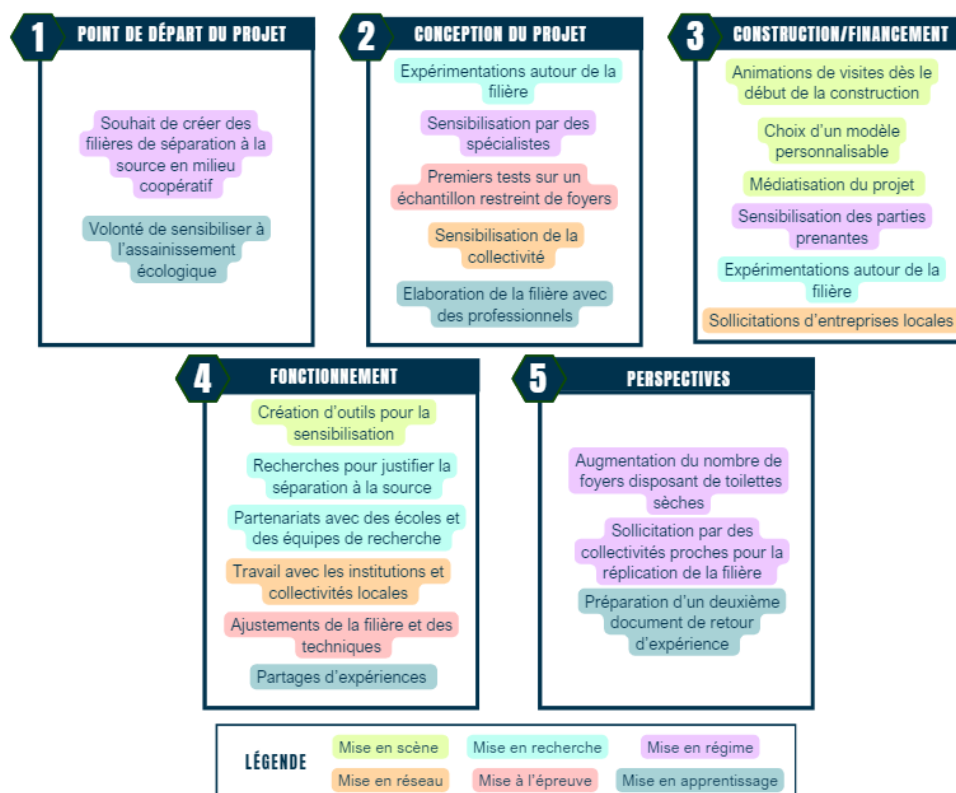 1
POINT DE DÉPART DU PROJET
Souhait de créer des
filières de séparation à la
source en milieu
coopératif
Volonté de sensibiliser à
l'assainissement
écologique
2
CONCEPTION DU PROJET
Expérimentations autour de la
filière
Sensibilisation par des
spécialistes
Premiers tests sur un
échantillon restreint de foyers
Sensibilisation de la
collectivité
Elaboration de la filière avec
des professionnels
3
CONSTRUCTION/FINANCEMENT
Animations de visites dès le
début de la construction
Choix d'un modèle
personnalisable
Médiatisation du projet
Sensibilisation des parties
prenantes
Expérimentations autour de la
filière
Sollicitations d'entreprises locales
4
FONCTIONNEMENT
Création d'outils pour la
sensibilisation
Recherches pour justifier la
séparation à la source
Partenariats avec des écoles et
des équipes de recherche
Travail avec les institutions et
collectivités locales
Ajustements de la filière et des
techniques
Partages d'expériences
5
PERSPECTIVES
Augmentation du nombre de
foyers disposant de toilettes
sèches
Sollicitation par des
collectivités proches pour la
réplication de la filière
Préparation d'un deuxième
document de retour
d'expérience
LÉGENDE
Mise en scène
Mise en recherche
Mise en régime
Mise en réseau
Mise à l'épreuve
Mise en apprentissage